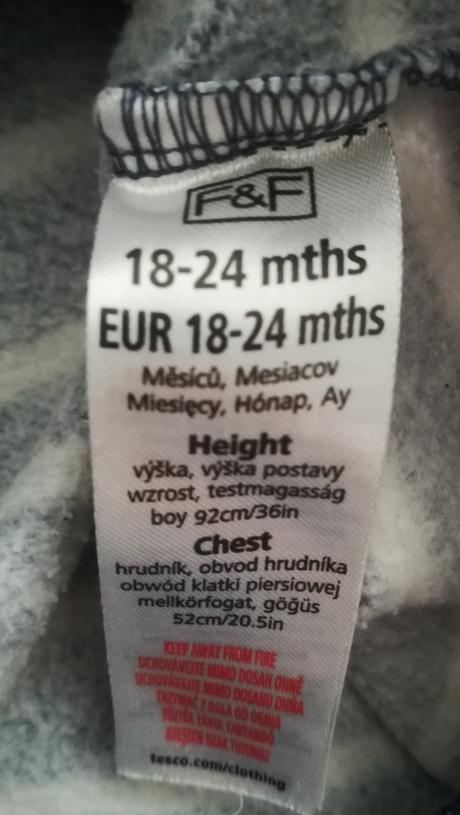 F&F
18-24 mths
EUR 18-24 mths
Měsíců, Mesiacov
Miesięcy, Hónap, Ay
Height
výška, výška postavy
wzrost, testmagasság
boy 92cm/36in
Chest
hrudník, obvod hrudníka
obwód klatki piersiowej
mellkörfogat, göğüs
52cm/20.5in
KEEP AWAY FROM FIRE
UCHOVÁVEJTE MIMO DOSAH OHNĚ
UCHOVÁVAJTE MIMO DOSAHU OHŇA
TRZYMAĆ Z DALA OD OGNIA
TŰZTŐL TÁVOL TARTANDÓ
ATEŞTEN UZAK TUTUNUZ
tesco.com/clothing